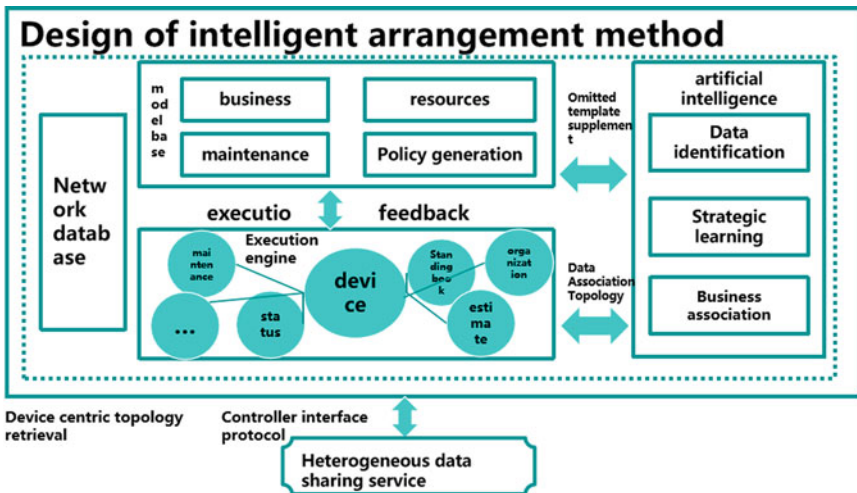 Design of intelligent arrangement method
m
od
el ba
se
business
resources
maintenance
Policy generation
Omitted
template
supplemen
t
artificial
intelligence
Data
identification
Strategic
learning
Business
association
Netw
ork
datab
ase
executio
feedback
Execution
engine
mai
nten
ance
...
sta
tus
devi
ce
Stan
ding boo
k
orga
nizat
ion
esti
ma
te
Data
Association
Topology
Device centric topology
retrieval
Controller interface
protocol
Heterogeneous data
sharing service